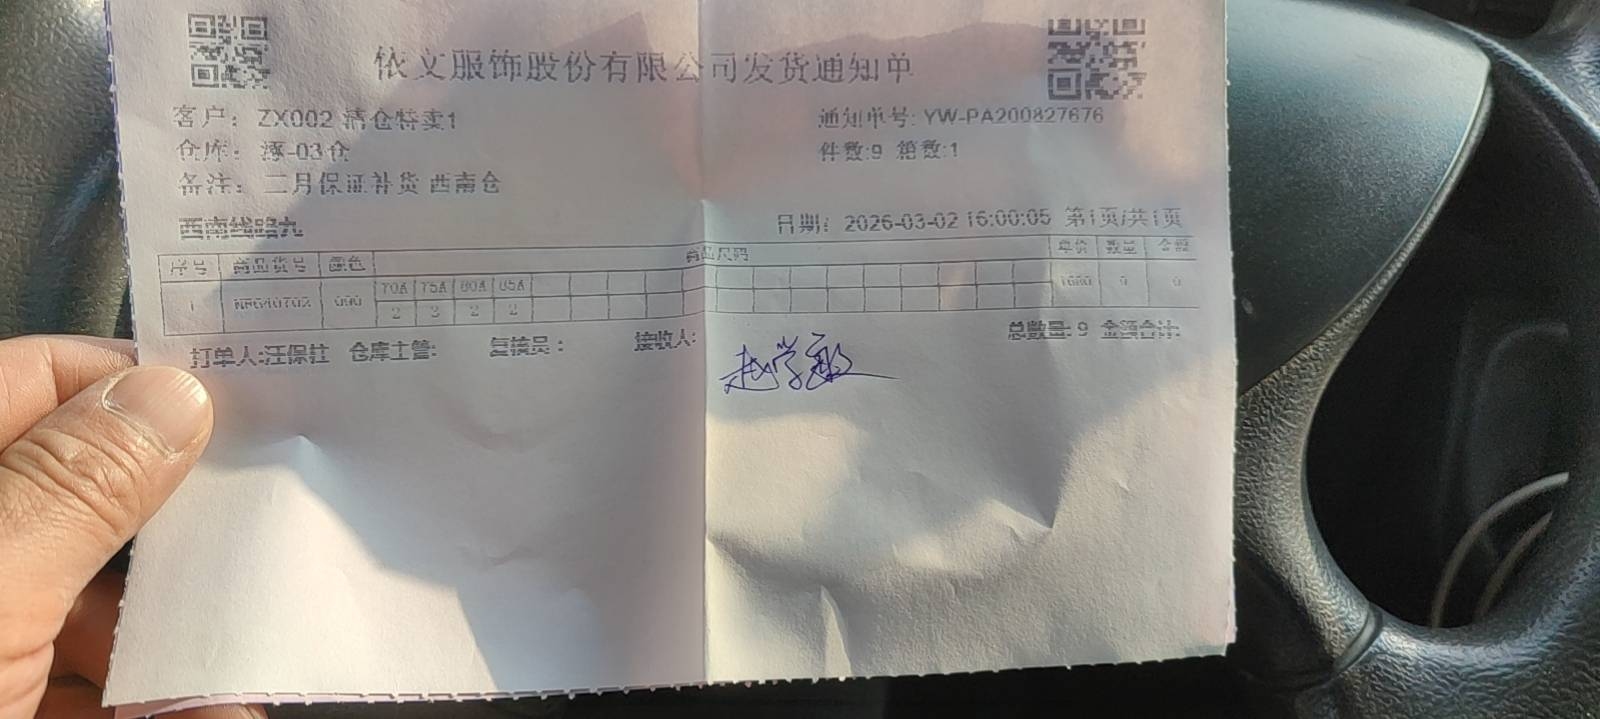 依文服饰股份有限公司发货通知单
客户: ZX002 清仓特卖1 通知单号: YW-PA200827676
仓库: 涿-03仓 件数:9 箱数:1
备注: 二月保证补货 西南仓
西南线路九 日期: 2026-03-02 16:00:05 第1页/共1页
序号 商品货号 颜色 商品尺码 单价 数量 金额
70A 75A 80A 85A
1 2 3 2 2
打单人:汪保柱 仓库主管: 复核员: 接收人: 赵学敏 总数量: 9 金额合计: